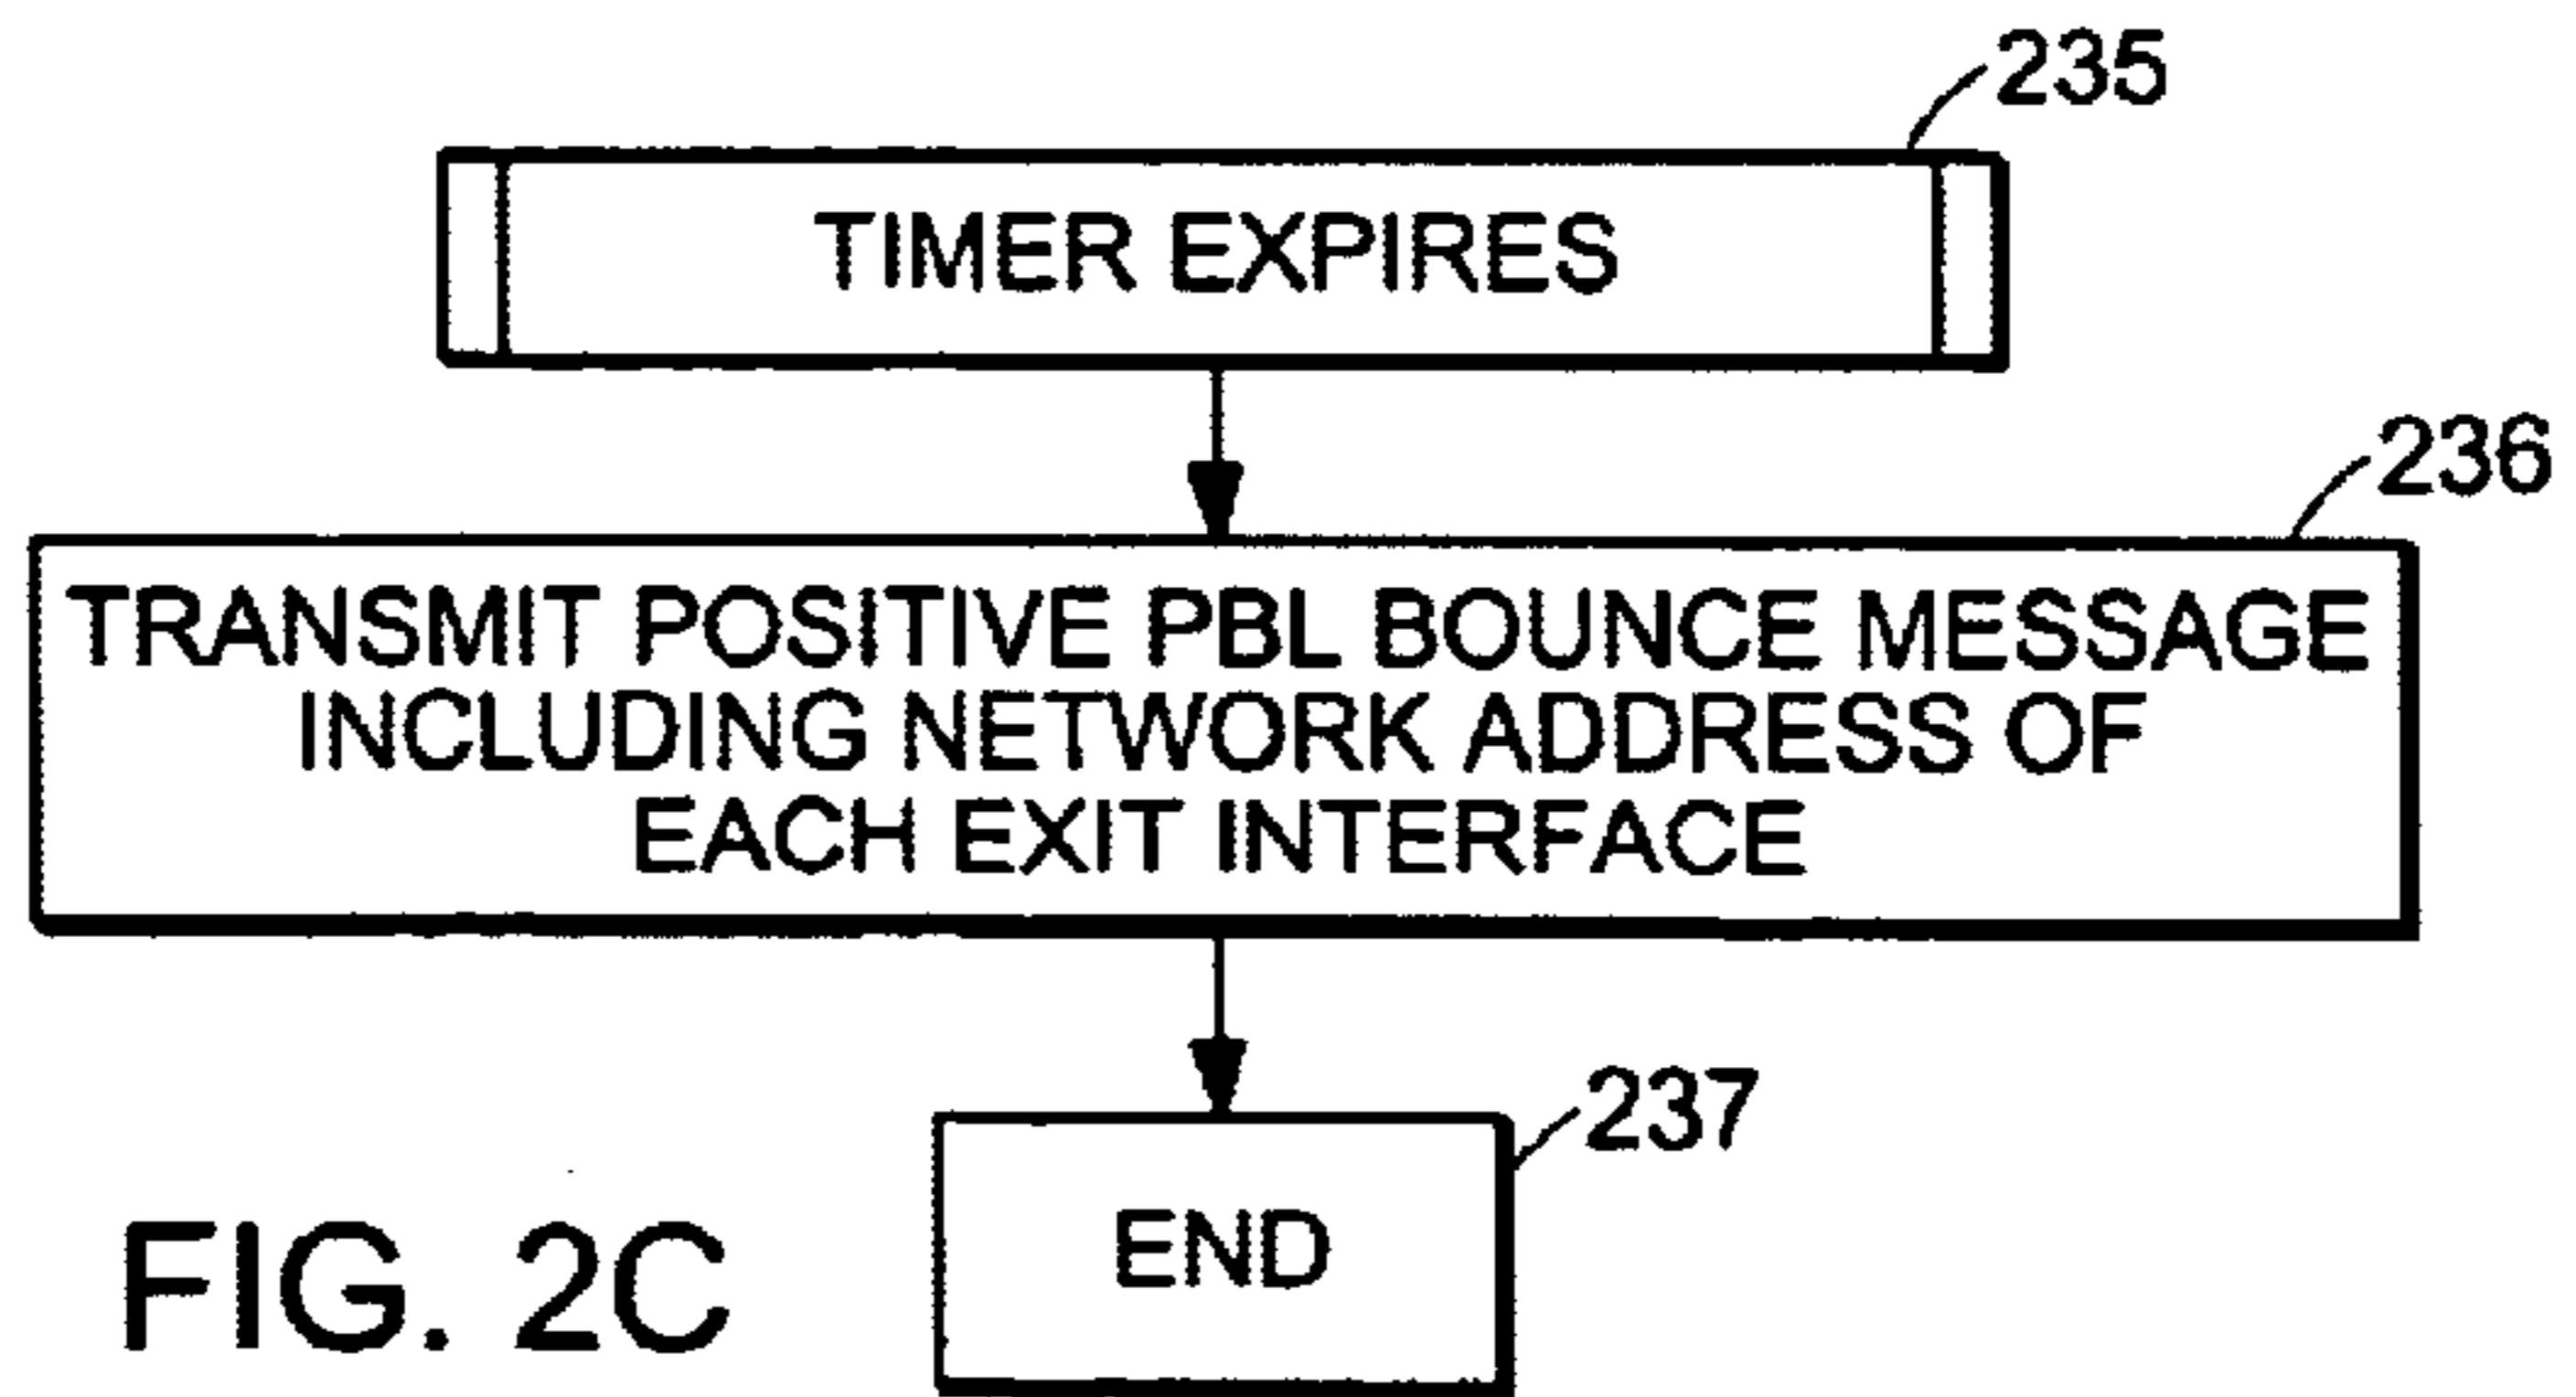 235
TIMER EXPIRES
236
TRANSMIT POSITIVE PBL BOUNCE MESSAGE
INCLUDING NETWORK ADDRESS OF
EACH EXIT INTERFACE
237
END
FIG. 2C